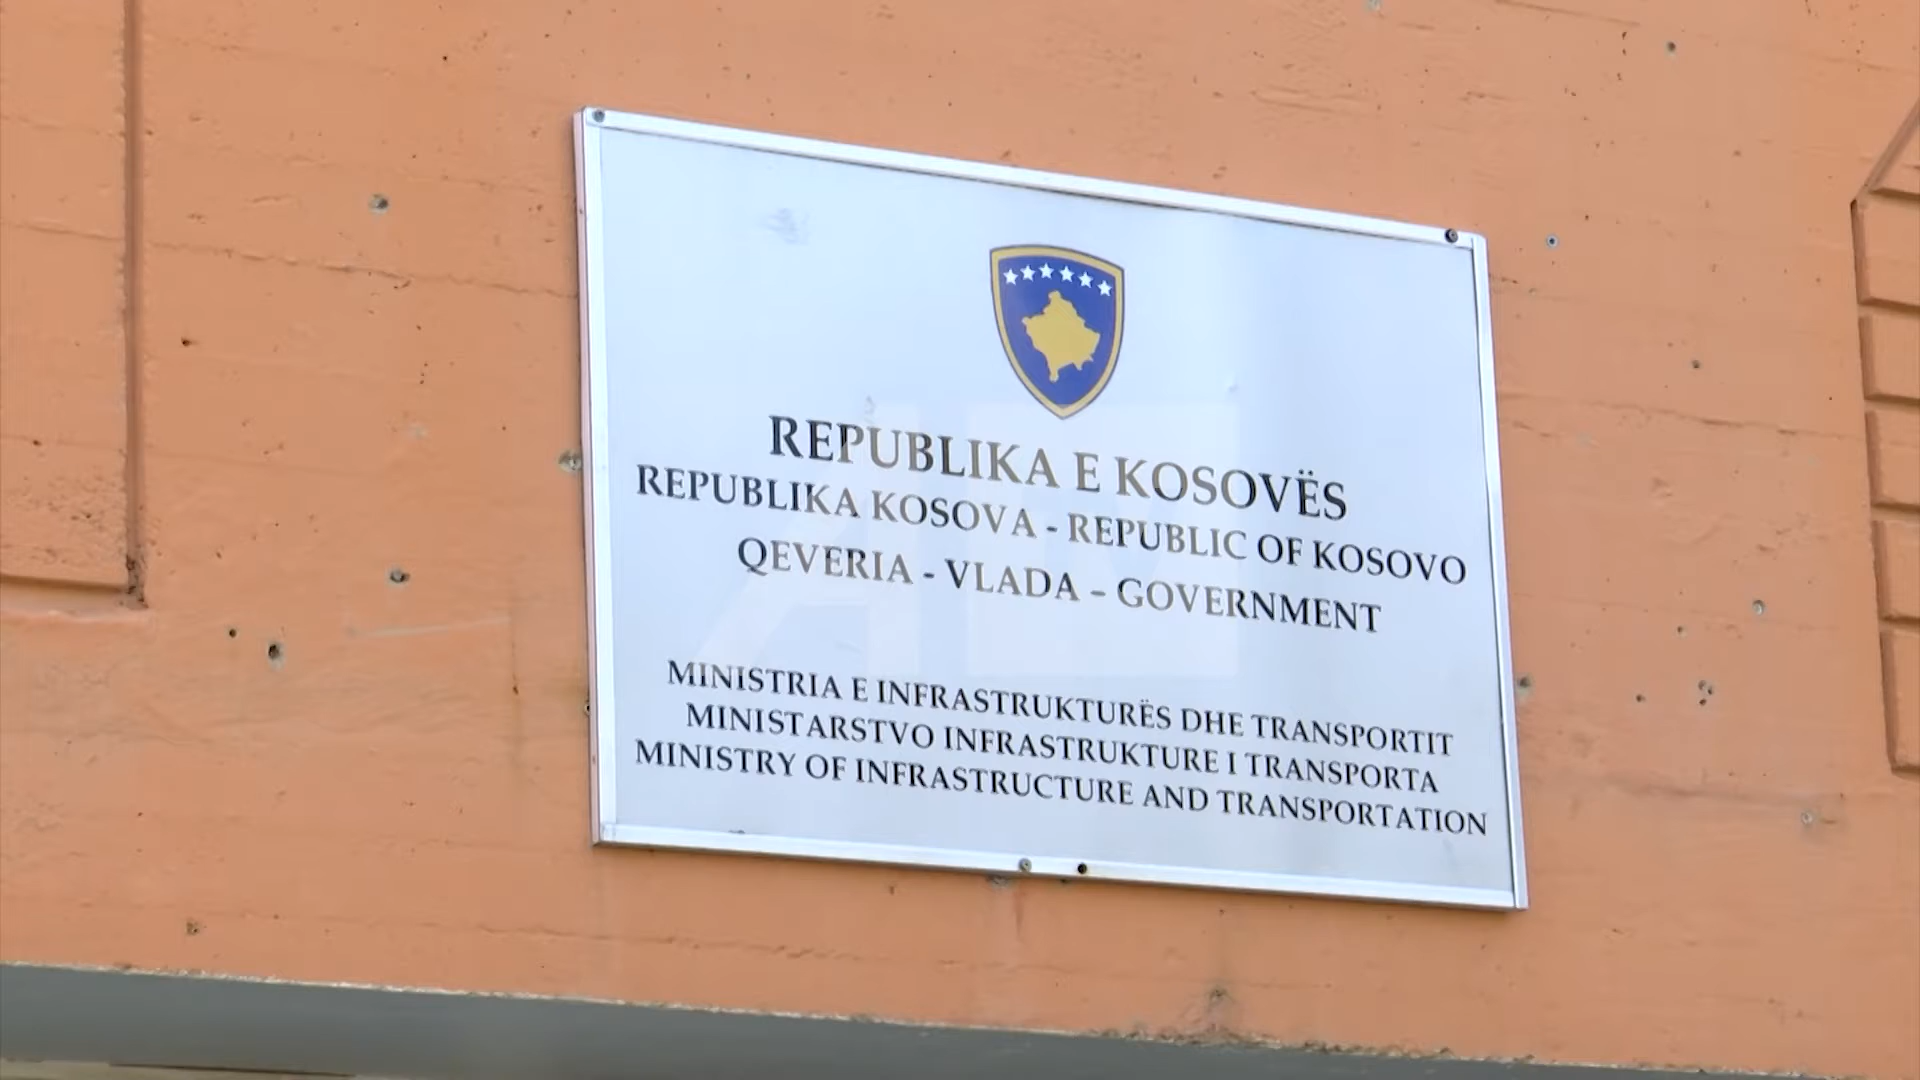 REPUBLIKA E KOSOVËS
REPUBLIKA KOSOVA - REPUBLIC OF KOSOVO
QEVERIA - VLADA - GOVERNMENT
MINISTRIA E INFRASTRUKTURËS DHE TRANSPORTIT
MINISTARSTVO INFRASTRUKTURE I TRANSPORTA
MINISTRY OF INFRASTRUCTURE AND TRANSPORTATION